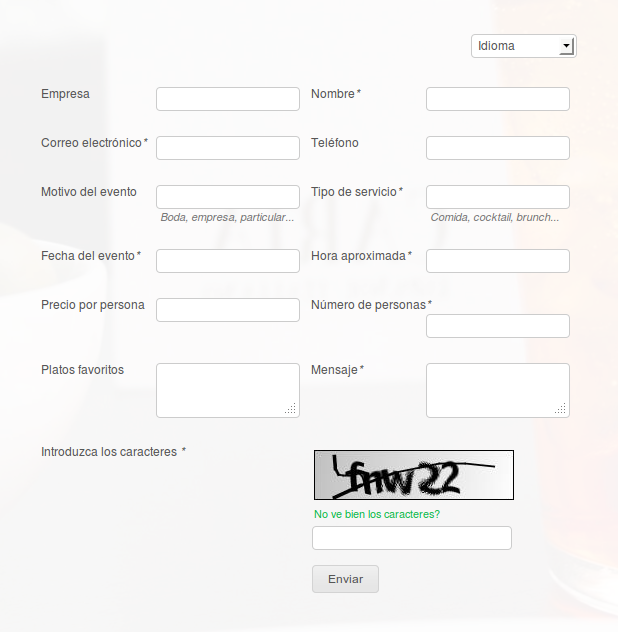 Idioma
Empresa
Nombre *
Correo electrónico *
Teléfono
Motivo del evento
Boda, empresa, particular...
Tipo de servicio *
Comida, cocktail, brunch...
Fecha del evento *
Hora aproximada *
Precio por persona
Número de personas *
Platos favoritos
Mensaje *
Introduzca los caracteres *
fnw22
No ve bien los caracteres?
Enviar